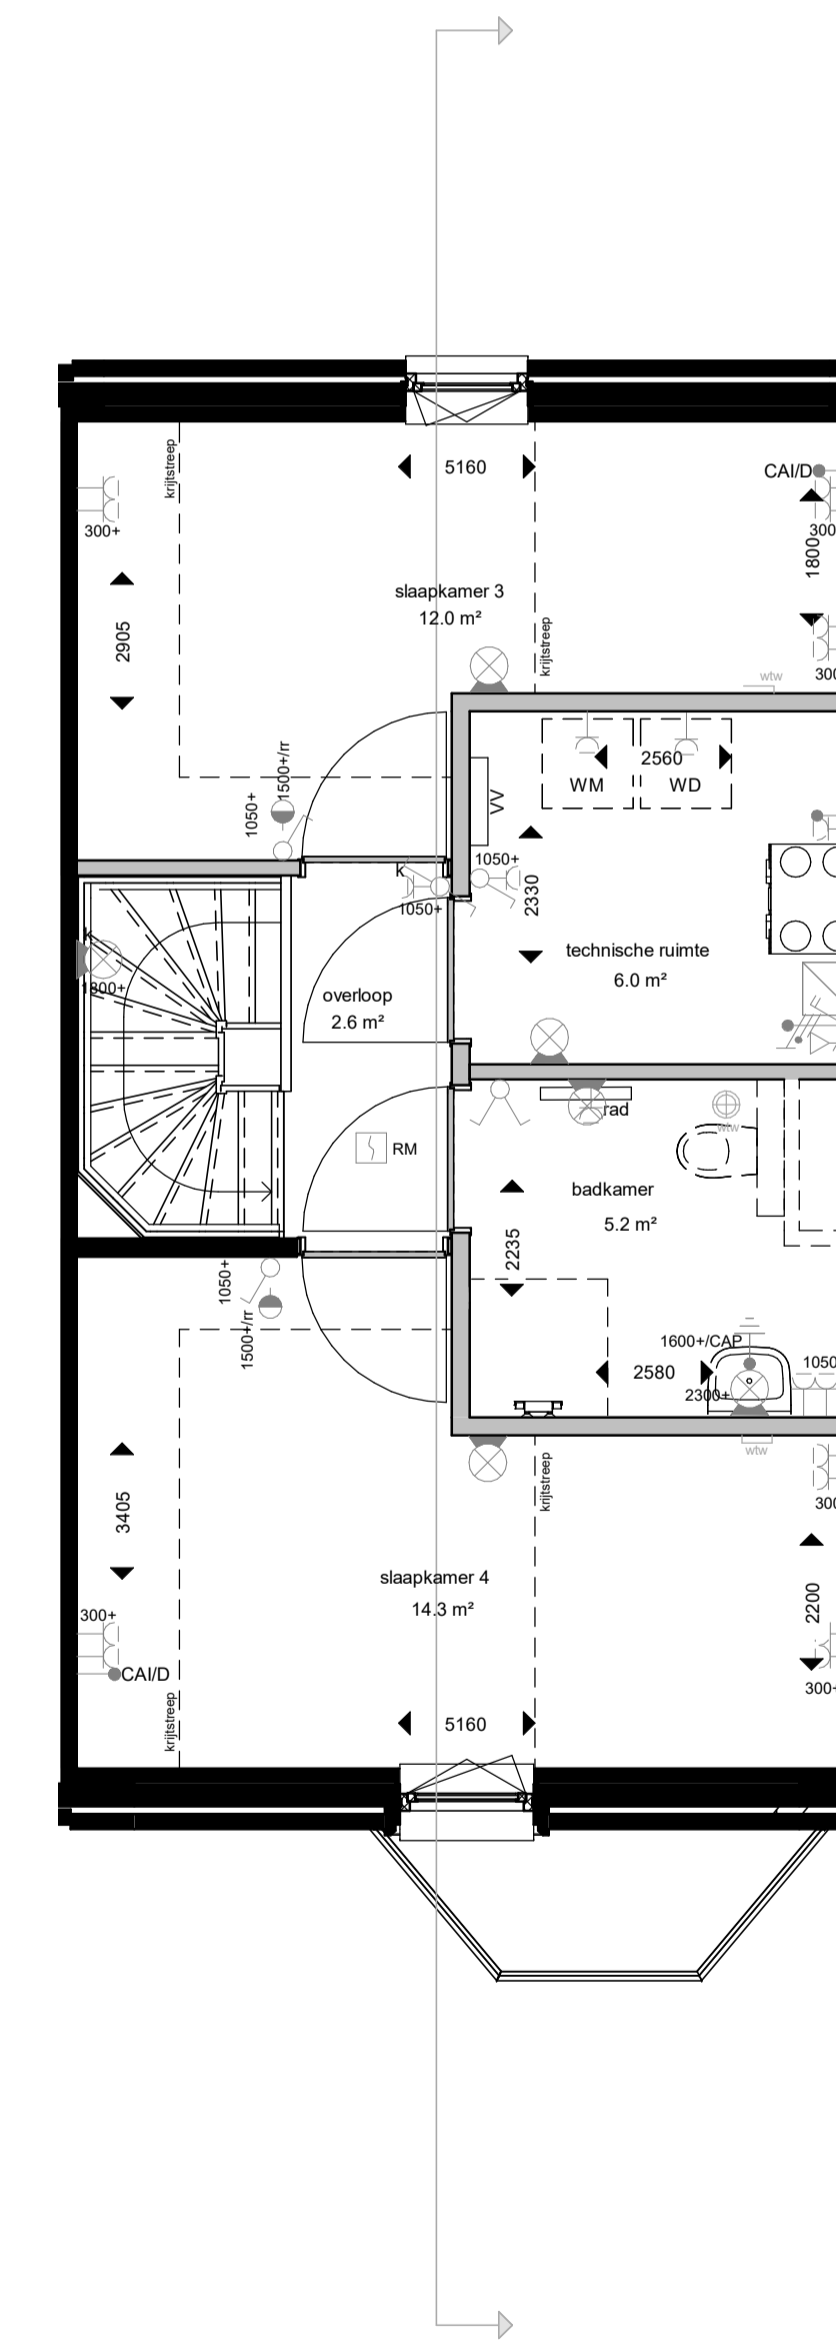 krijtstreep
5160
CAI/D
300+
300
1800
slaapkamer 3
12.0 m²
2905
krijtstreep
300
wtw
1500+/rr
1050+
2560
WM
WD
1050+
k
1050+
2330
technische ruimte
6.0 m²
k
1800+
overloop
2.6 m²
rad
wtw
RM
badkamer
5.2 m²
2235
1050+
1500+/rr
1600+/CAP
2580
2300+
1050
wtw
krijtstreep
3405
300
slaapkamer 4
14.3 m²
2200
300+
CAI/D
300+
krijtstreep
5160